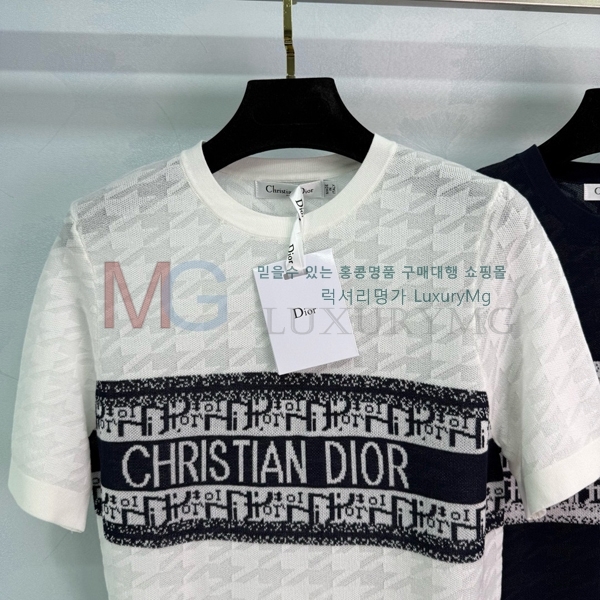 Christian Dior
Dior
믿을수 있는 홍콩명품 구매대행 쇼핑몰
럭셔리명가 LuxuryMg
MG LUXURYMG
Dior
CHRISTIAN DIOR